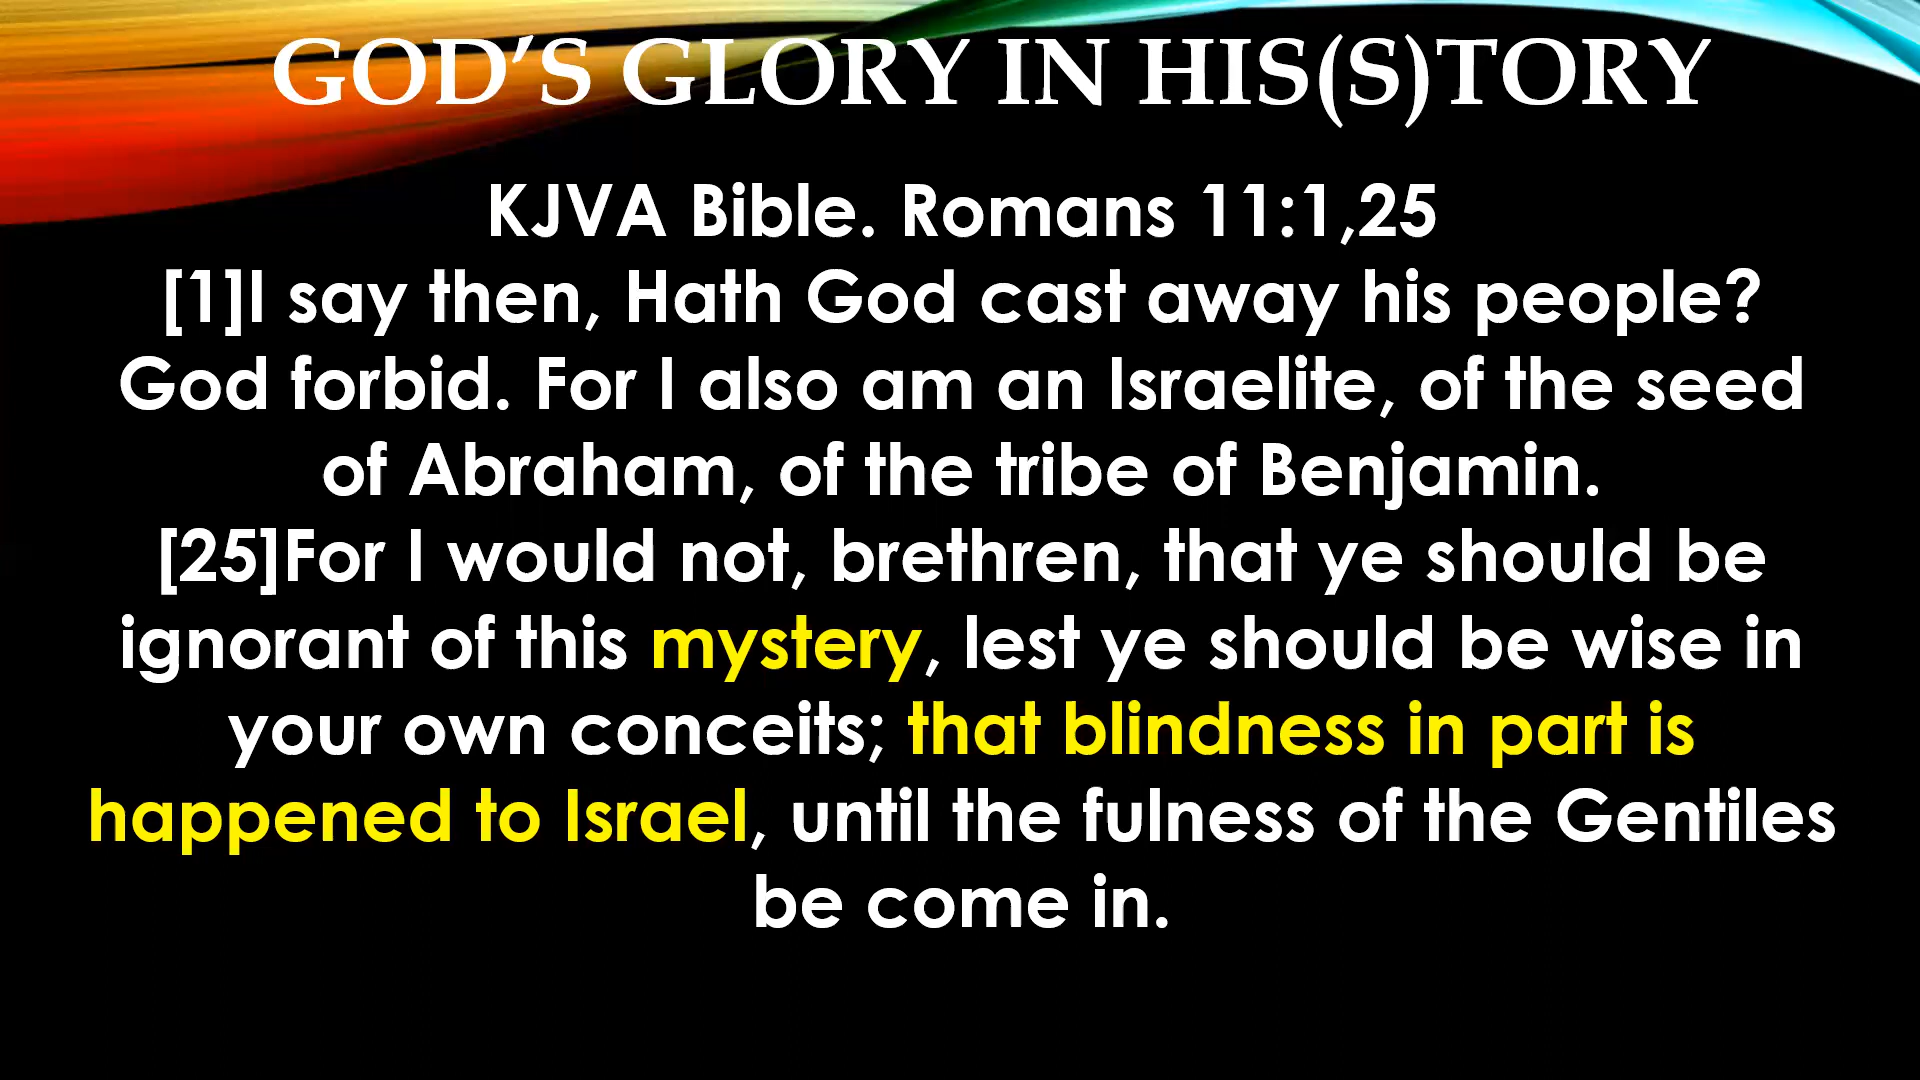 GOD’S GLORY IN HIS(S)TORY
KJVA Bible. Romans 11:1,25
[1]I say then, Hath God cast away his people?
God forbid. For I also am an Israelite, of the seed
of Abraham, of the tribe of Benjamin.
[25]For I would not, brethren, that ye should be
ignorant of this mystery, lest ye should be wise in
your own conceits; that blindness in part is
happened to Israel, until the fulness of the Gentiles
be come in.